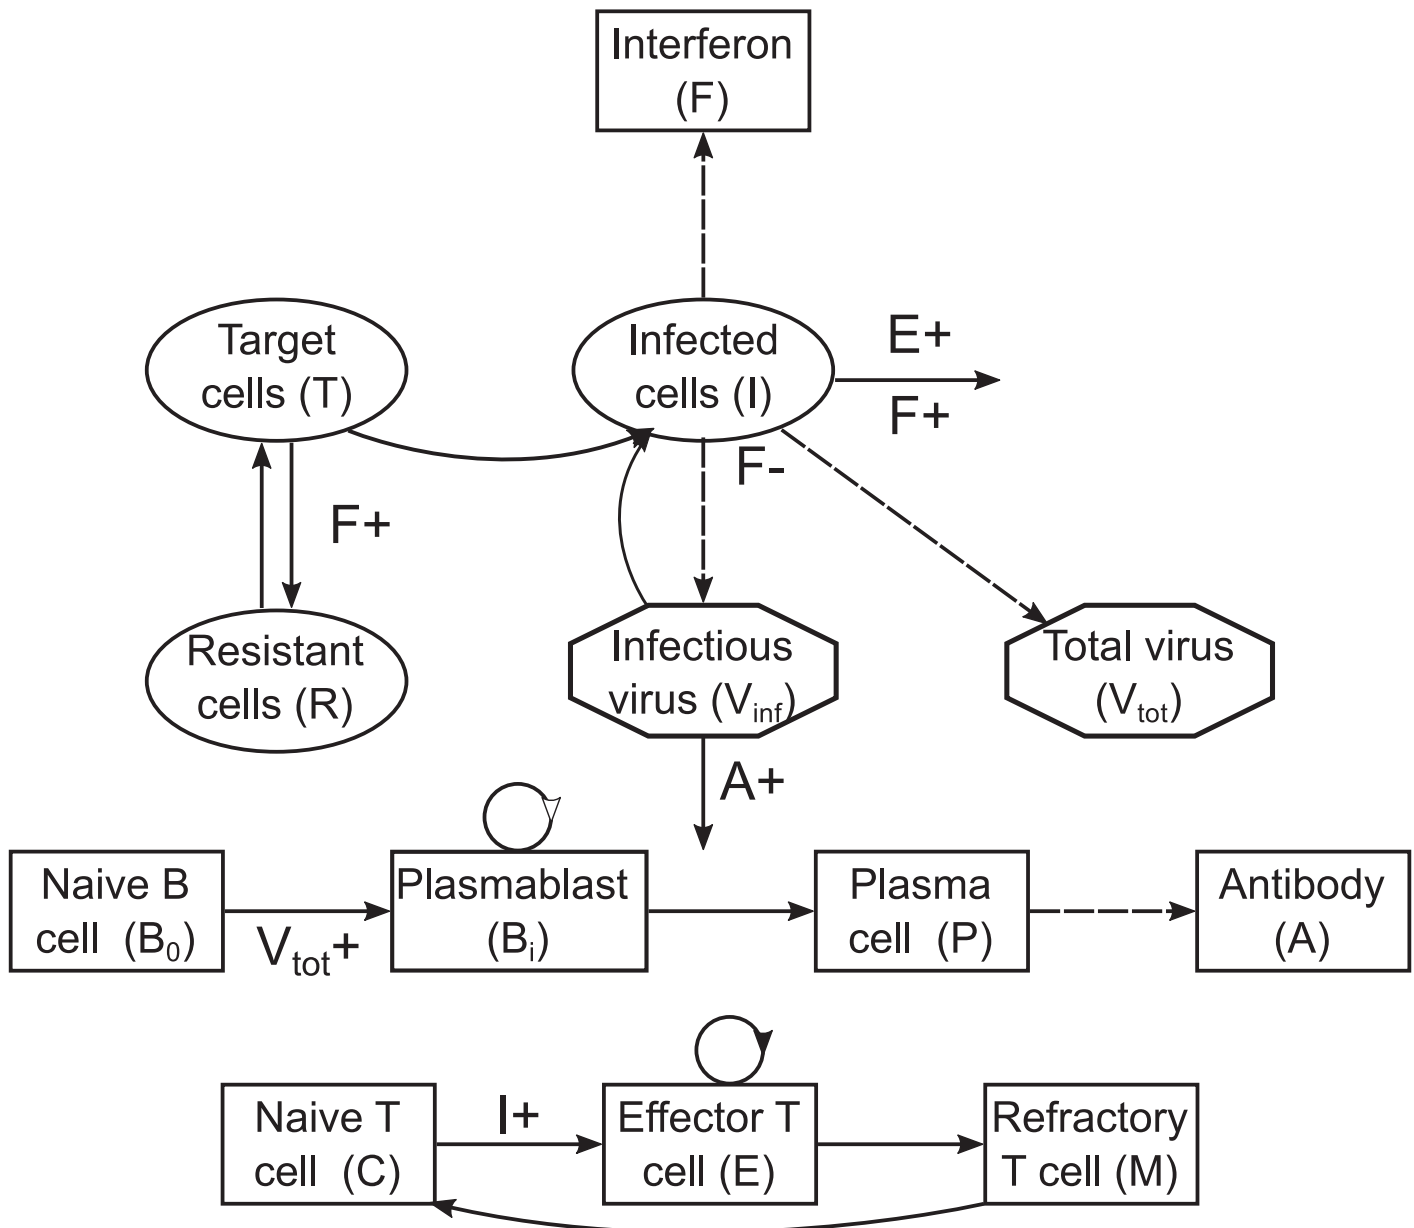 Interferon
(F)
Target
cells (T)
Infected
cells (I)
E+
F+
F-
F+
Resistant
cells (R)
Infectious
virus (Vinf)
Total virus
(Vtot)
A+
Naive B
cell (B0)
Vtot+
Plasmablast
(Bi)
Plasma
cell (P)
Antibody
(A)
Naive T
cell (C)
I+
Effector T
cell (E)
Refractory
T cell (M)